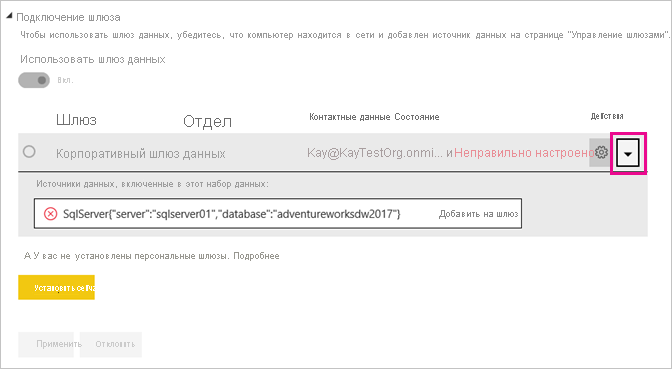 Подключение шлюза
Чтобы использовать шлюз данных, убедитесь, что компьютер находится в сети и добавлен источник данных на странице "Управление шлюзами".
Использовать шлюз данных
Вкл.
Шлюз Отдел Контактные данные Состояние Действия
Корпоративный шлюз данных Kay@KayTestOrg.onmi... и Неправильно настроено
Источники данных, включенные в этот набор данных:
SqlServer{"server":"sqlserver01","database":"adventureworksdw2017"} Добавить на шлюз
А У вас не установлены персональные шлюзы. Подробнее
Установить сейча
Применить Отклонить